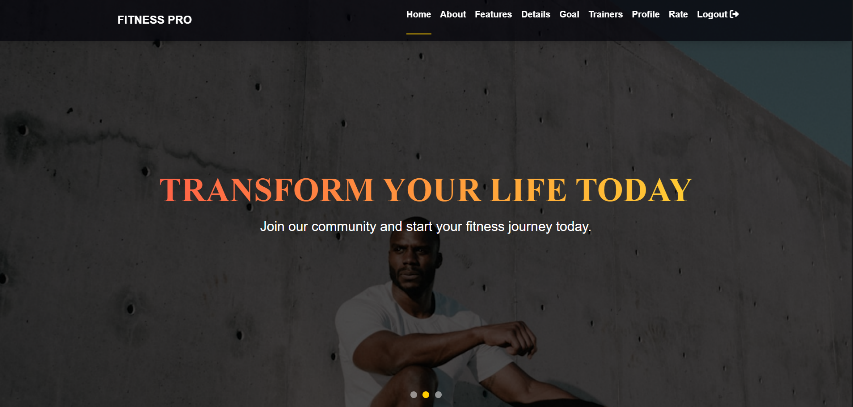 FITNESS PRO
Home About Features Details Goal Trainers Profile Rate Logout
TRANSFORM YOUR LIFE TODAY
Join our community and start your fitness journey today.